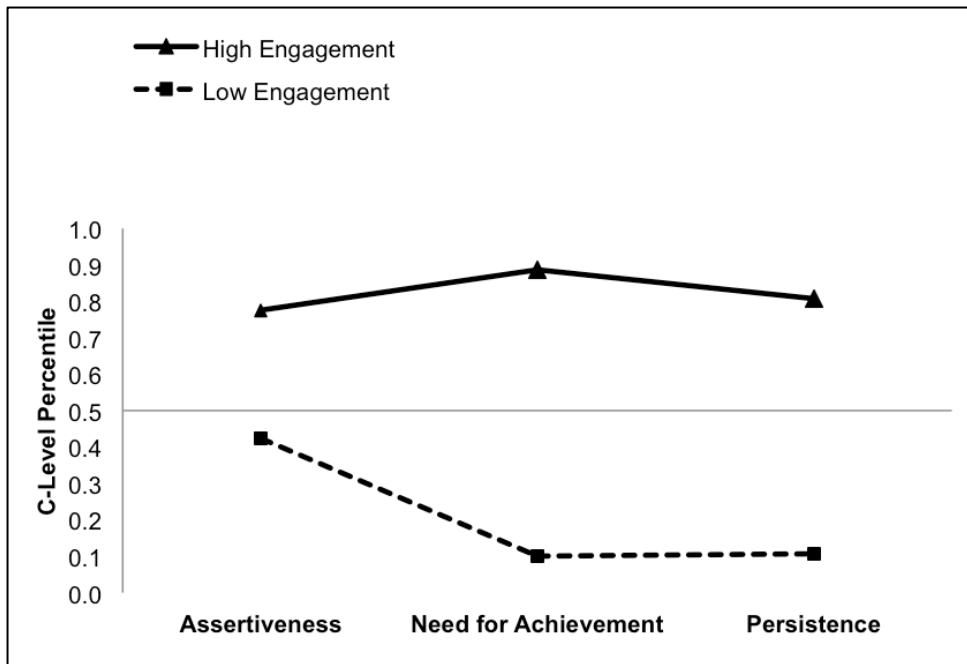 High Engagement
Low Engagement
C-Level Percentile
1.0
0.9
0.8
0.7
0.6
0.5
0.4
0.3
0.2
0.1
0.0
Assertiveness Need for Achievement Persistence